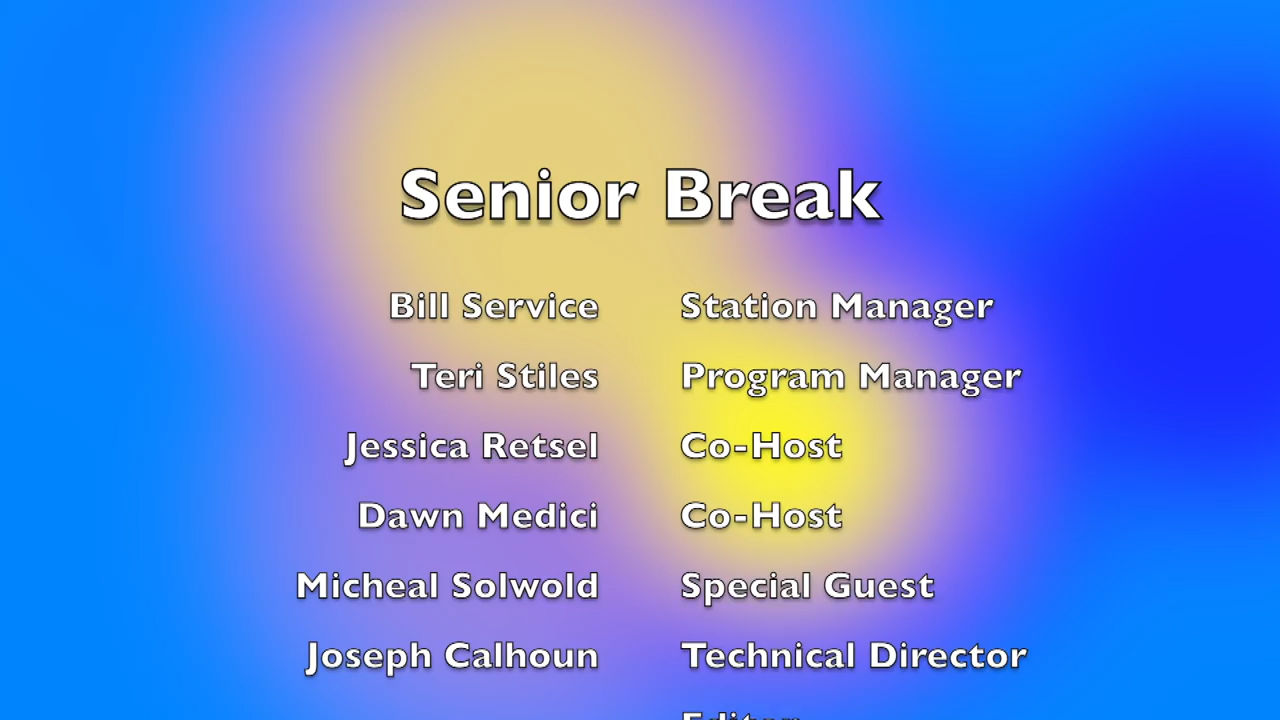 Senior Break
Bill Service Station Manager
Teri Stiles Program Manager
Jessica Retsel Co-Host
Dawn Medici Co-Host
Micheal Solwold Special Guest
Joseph Calhoun Technical Director